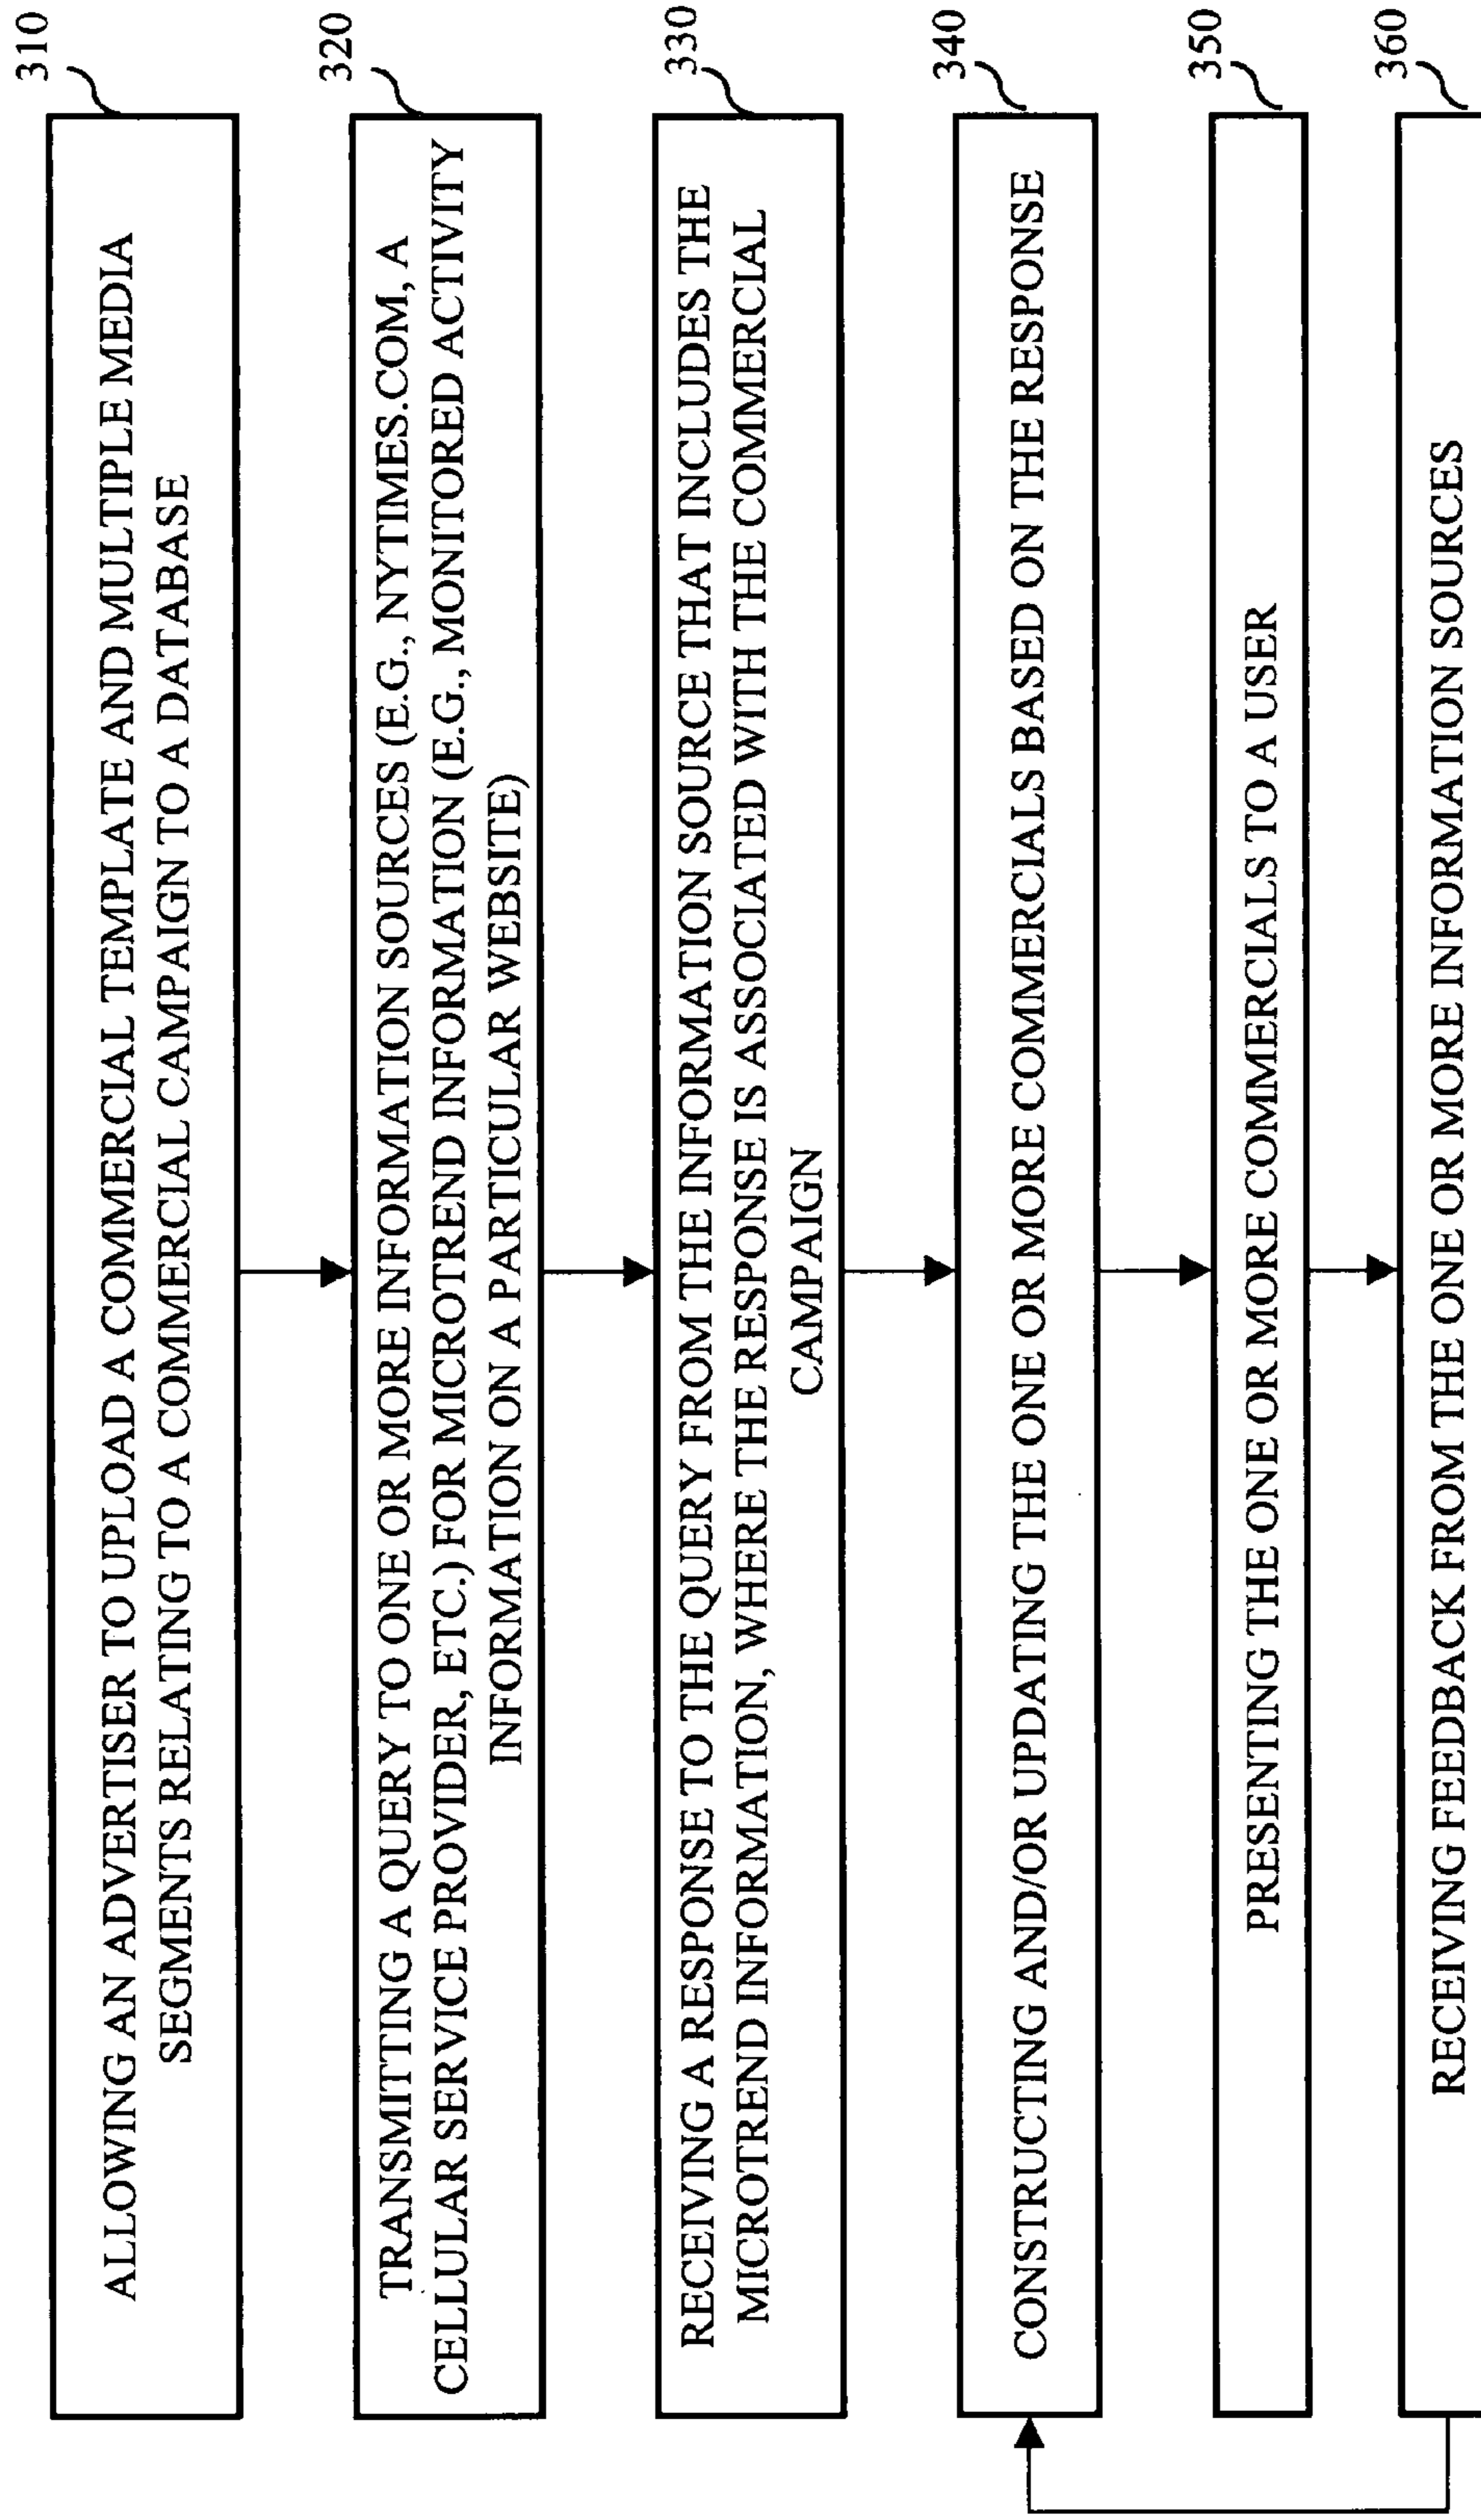 310
ALLOWING AN ADVERTISER TO UPLOAD A COMMERCIAL TEMPLATE AND MULTIPLE MEDIA
SEGMENTS RELATING TO A COMMERCIAL CAMPAIGN TO A DATABASE
320
TRANSMITTING A QUERY TO ONE OR MORE INFORMATION SOURCES (E.G., NYTIMES.COM, A
CELLULAR SERVICE PROVIDER, ETC.) FOR MICROTREND INFORMATION (E.G., MONITORED ACTIVITY
INFORMATION ON A PARTICULAR WEBSITE)
330
RECEIVING A RESPONSE TO THE QUERY FROM THE INFORMATION SOURCE THAT INCLUDES THE
MICROTREND INFORMATION, WHERE THE RESPONSE IS ASSOCIATED WITH THE COMMERCIAL
CAMPAIGN
340
CONSTRUCTING AND/OR UPDATING THE ONE OR MORE COMMERCIALS BASED ON THE RESPONSE
350
PRESENTING THE ONE OR MORE COMMERCIALS TO A USER
360
RECEIVING FEEDBACK FROM THE ONE OR MORE INFORMATION SOURCES